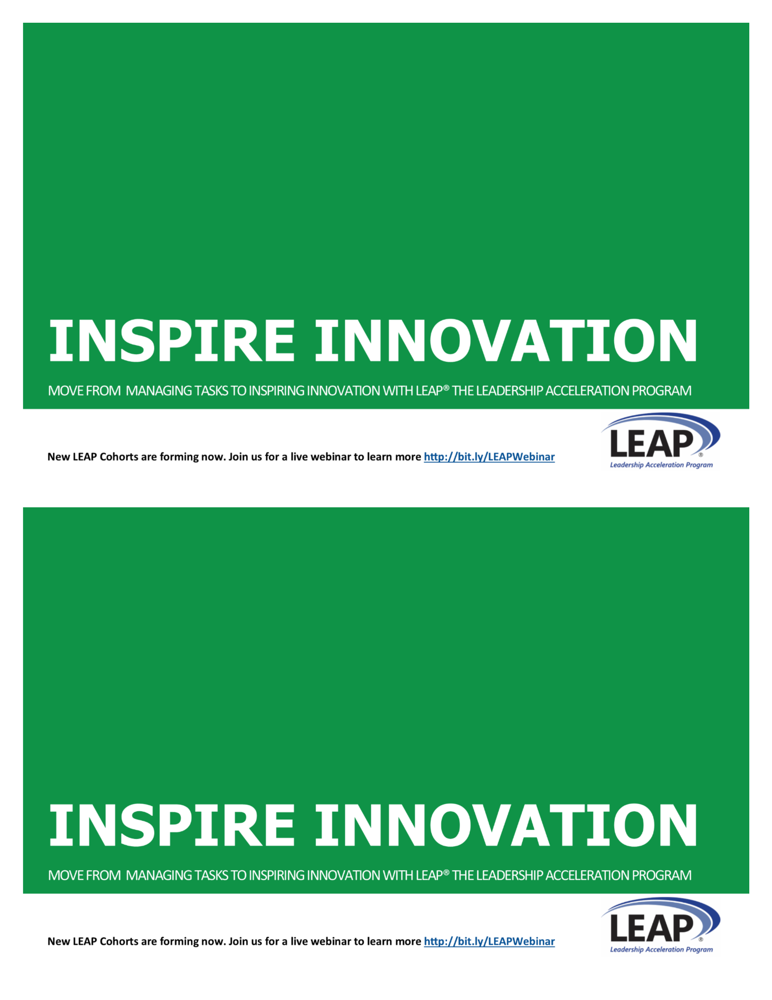 INSPIRE INNOVATION
MOVE FROM MANAGING TASKS TO INSPIRING INNOVATION WITH LEAP® THE LEADERSHIP ACCELERATION PROGRAM
New LEAP Cohorts are forming now. Join us for a live webinar to learn more http://bit.ly/LEAPWebinar
LEAP®
Leadership Acceleration Program
INSPIRE INNOVATION
MOVE FROM MANAGING TASKS TO INSPIRING INNOVATION WITH LEAP® THE LEADERSHIP ACCELERATION PROGRAM
New LEAP Cohorts are forming now. Join us for a live webinar to learn more http://bit.ly/LEAPWebinar
LEAP®
Leadership Acceleration Program